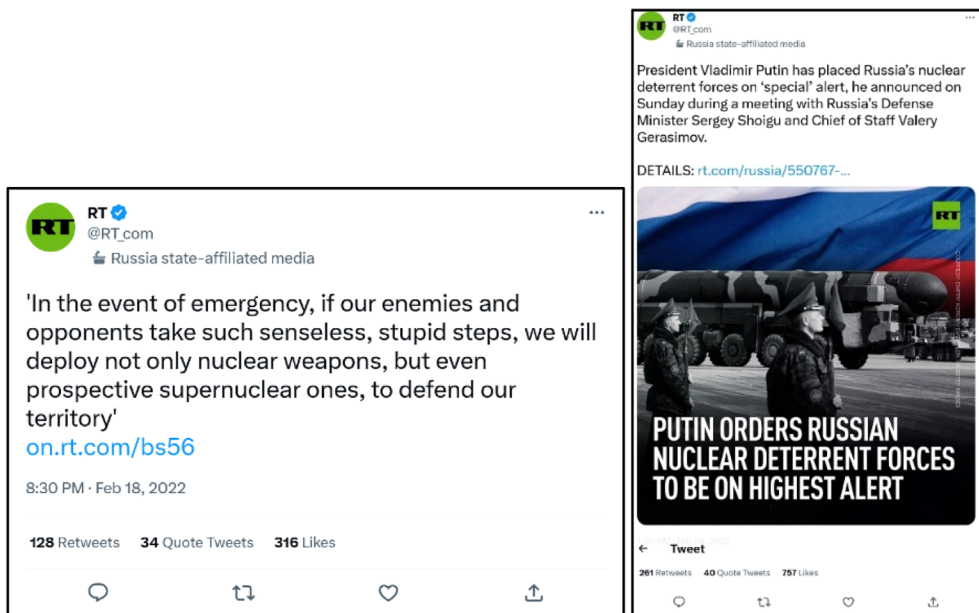 RT
@RT_com
Russia state-affiliated media
'In the event of emergency, if our enemies and
opponents take such senseless, stupid steps, we will
deploy not only nuclear weapons, but even
prospective supernuclear ones, to defend our
territory'
on.rt.com/bs56
8:30 PM · Feb 18, 2022
128 Retweets 34 Quote Tweets 316 Likes
RT
@RT_com
Russia state-affiliated media
President Vladimir Putin has placed Russia's nuclear
deterrent forces on 'special' alert, he announced on
Sunday during a meeting with Russia's Defense
Minister Sergey Shoigu and Chief of Staff Valery
Gerasimov.
DETAILS: rt.com/russia/550767-...
RT
PUTIN ORDERS RUSSIAN
NUCLEAR DETERRENT FORCES
TO BE ON HIGHEST ALERT
Tweet
261 Retweets 40 Quote Tweets 757 Likes